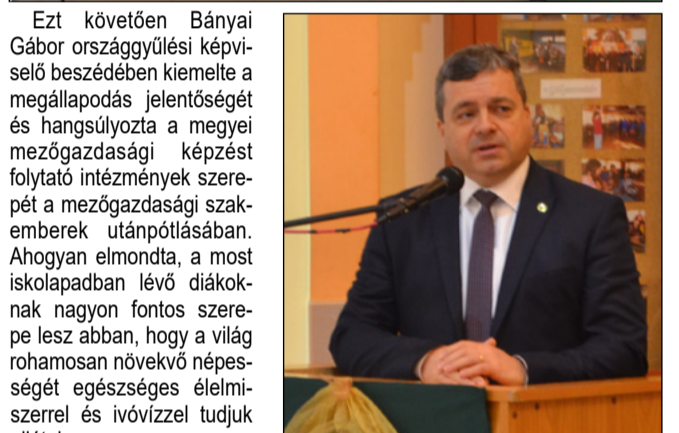 Ezt követően Bányai
Gábor országgyűlési képvi-
selő beszédében kiemelte a
megállapodás jelentőségét
és hangsúlyozta a megyei
mezőgazdasági képzést
folytató intézmények szere-
pét a mezőgazdasági szak-
emberek utánpótlásában.
Ahogyan elmondta, a most
iskolapadban lévő diákok-
nak nagyon fontos szere-
pe lesz abban, hogy a világ
rohamosan növekvő népes-
ségét egészséges élelmi-
szerrel és ivóvízzel tudjuk